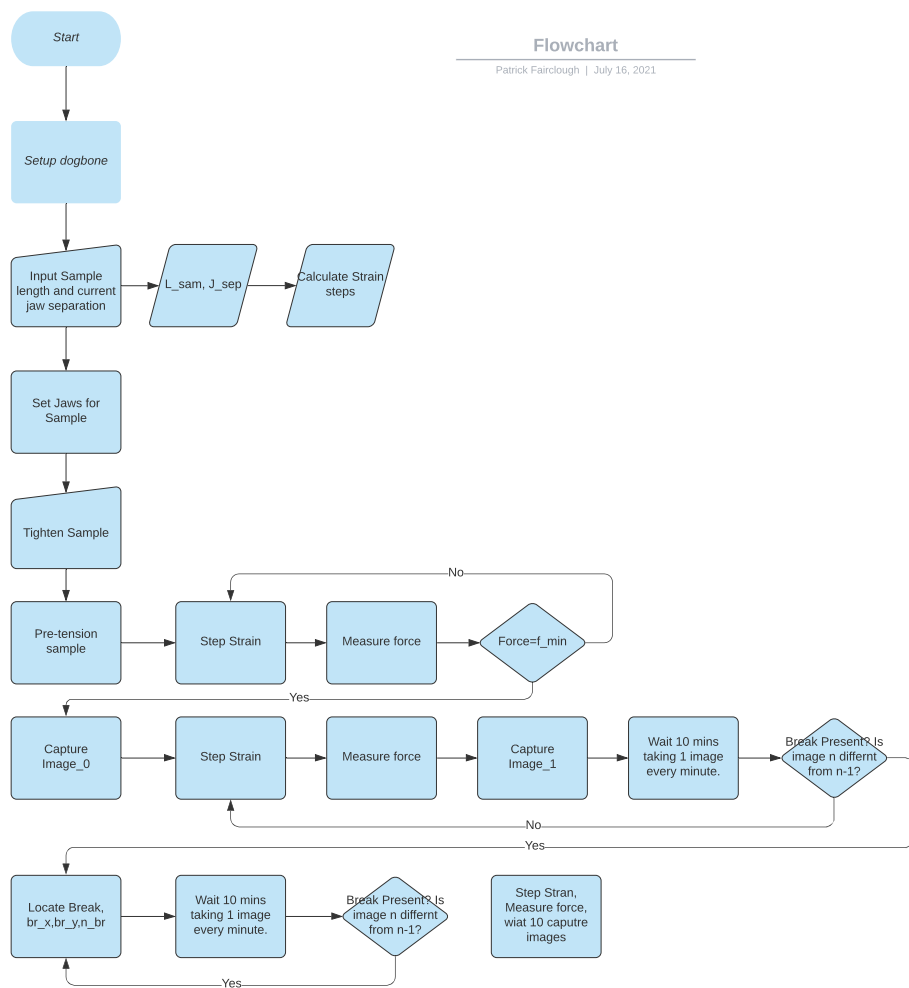 Start
Flowchart
Patrick Fairclough | July 16, 2021
Setup dogbone
Input Sample
length and current
jaw separation
L_sam, J_sep
Calculate Strain
steps
Set Jaws for
Sample
Tighten Sample
No
Pre-tension
sample
Step Strain
Measure force
Force=f_min
Yes
Capture
Image_0
Step Strain
Measure force
Capture
Image_1
Wait 10 mins
taking 1 image
every minute.
Break Present? Is
image n differnt
from n-1?
No
Yes
Locate Break,
br_x,br_y,n_br
Wait 10 mins
taking 1 image
every minute.
Break Present? Is
image n differnt
from n-1?
Step Stran,
Measure force,
wiat 10 caputre
images
Yes